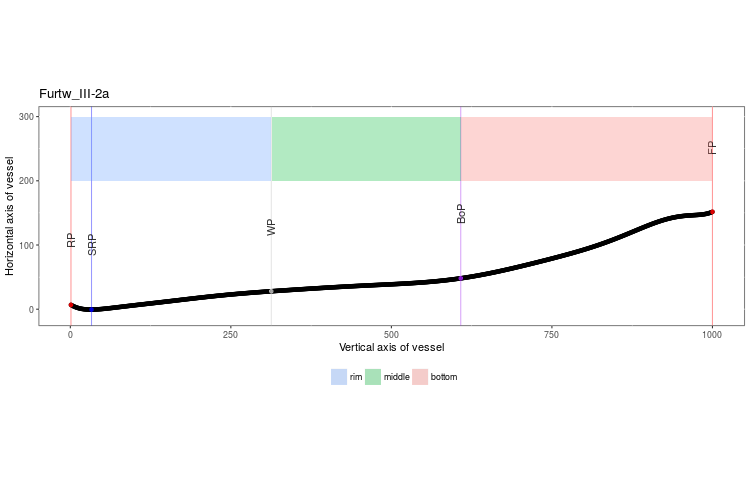 Furtw_III-2a
300
200
100
0
Horizontal axis of vessel
RP
SRP
WP
BoP
FP
0
250
500
750
1000
Vertical axis of vessel
rim
middle
bottom